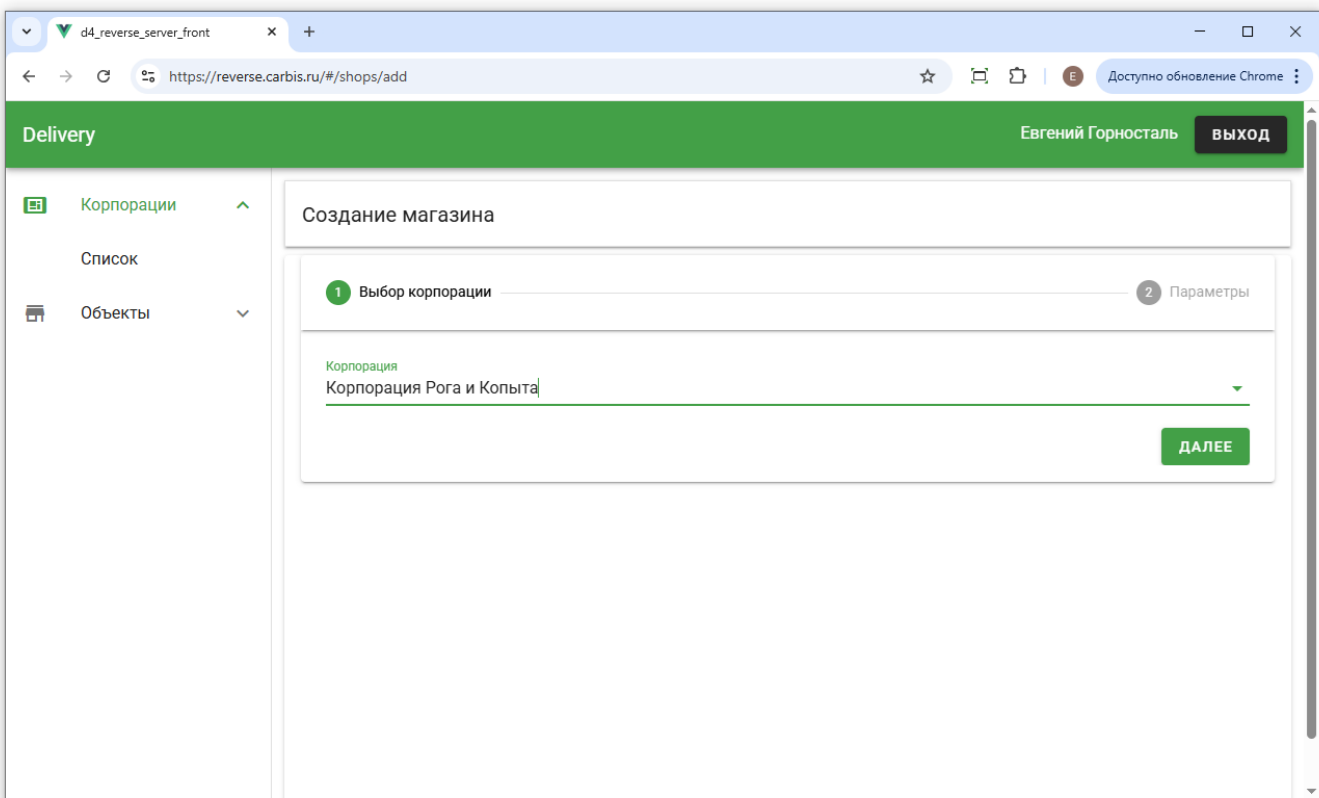 d4_reverse_server_front
https://reverse.carbis.ru/#/shops/add
E
Доступно обновление Chrome
Delivery
Евгений Горносталь
ВЫХОД
Корпорации
Список
Объекты
Создание магазина
1 Выбор корпорации
2 Параметры
Корпорация
Корпорация Рога и Копыта
ДАЛЕЕ